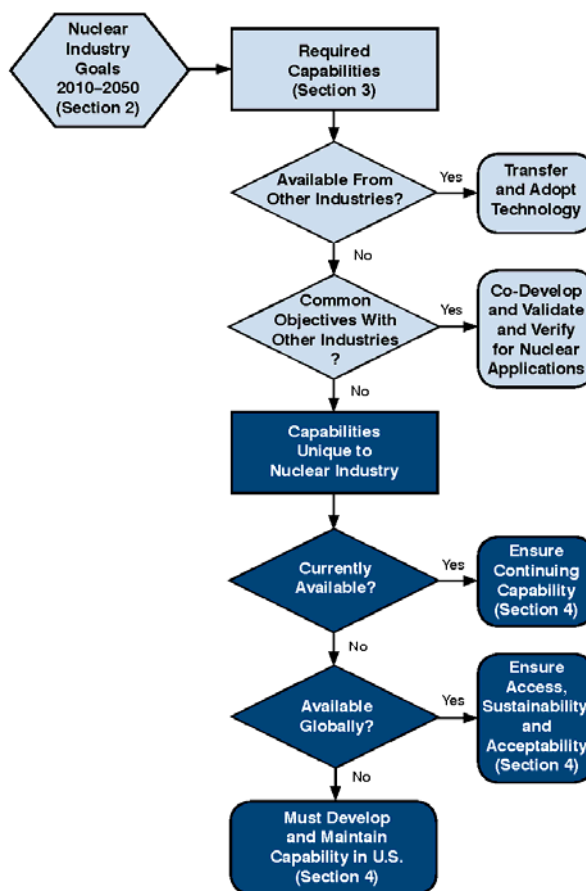 Nuclear
Industry
Goals
2010–2050
(Section 2)
Required
Capabilities
(Section 3)
Available From
Other Industries?
Yes
Transfer
and Adopt
Technology
No
Common
Objectives With
Other Industries
?
Yes
Co-Develop
and Validate
and Verify
for Nuclear
Applications
No
Capabilities
Unique to
Nuclear Industry
Currently
Available?
Yes
Ensure
Continuing
Capability
(Section 4)
No
Available
Globally?
Yes
Ensure
Access,
Sustainability
and
Acceptability
(Section 4)
No
Must Develop
and Maintain
Capability in U.S.
(Section 4)